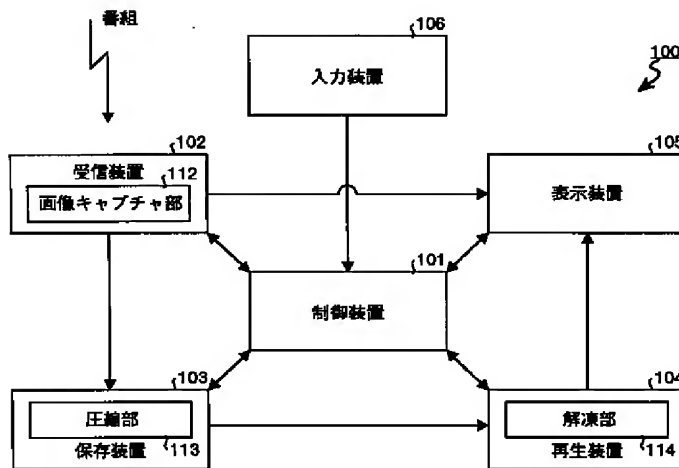 番組
106
100
入力装置
102
受信装置
112
画像キャプチャ部
105
表示装置
101
制御装置
103
圧縮部
保存装置
113
104
解凍部
再生装置
114